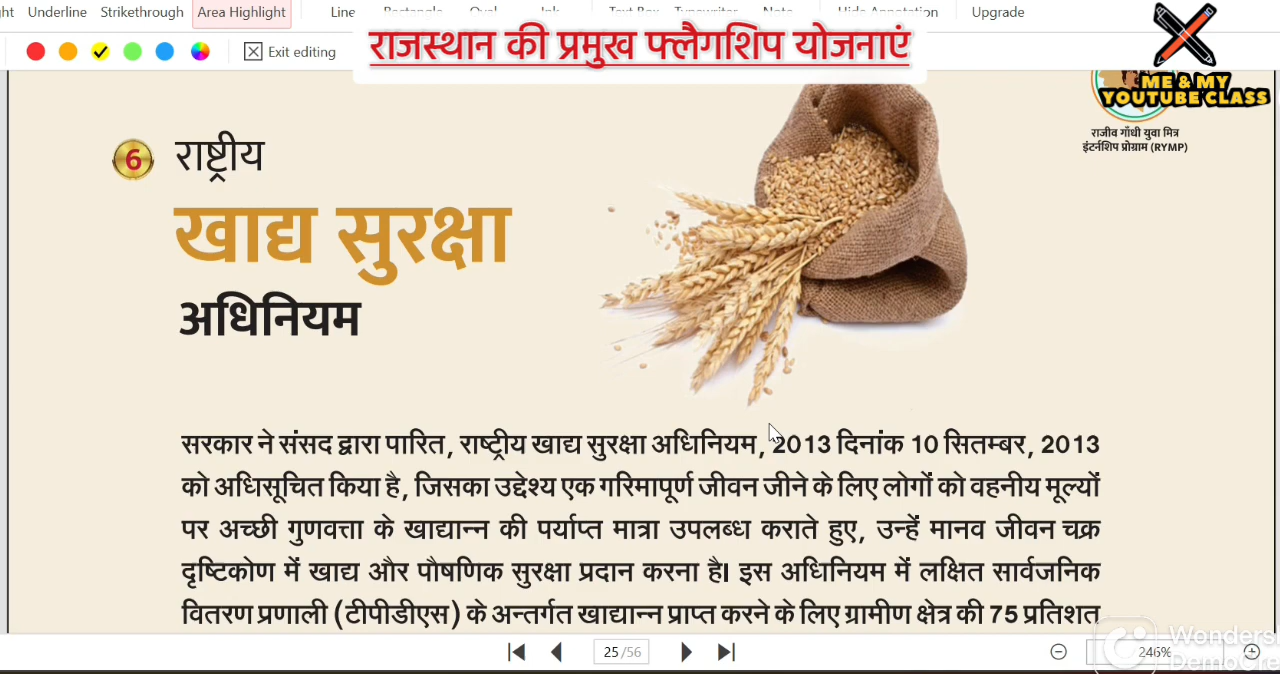 Underline Strikethrough Area Highlight Line
Upgrade
Exit editing
राजस्थान की प्रमुख फ्लैगशिप योजनाएं
ME & MY
YOUTUBE CLASS
राजीव गाँधी युवा मित्र
इंटर्नशिप प्रोग्राम (RYMP)
6 राष्ट्रीय
खाद्य सुरक्षा
अधिनियम
सरकार ने संसद द्वारा पारित, राष्ट्रीय खाद्य सुरक्षा अधिनियम, 2013 दिनांक 10 सितम्बर, 2013
को अधिसूचित किया है, जिसका उद्देश्य एक गरिमापूर्ण जीवन जीने के लिए लोगों को वहनीय मूल्यों
पर अच्छी गुणवत्ता के खाद्यान्न की पर्याप्त मात्रा उपलब्ध कराते हुए, उन्हें मानव जीवन चक्र
दृष्टिकोण में खाद्य और पौषणिक सुरक्षा प्रदान करना है। इस अधिनियम में लक्षित सार्वजनिक
वितरण प्रणाली (टीपीडीएस) के अन्तर्गत खाद्यान्न प्राप्त करने के लिए ग्रामीण क्षेत्र की 75 प्रतिशत
25 /56
246%